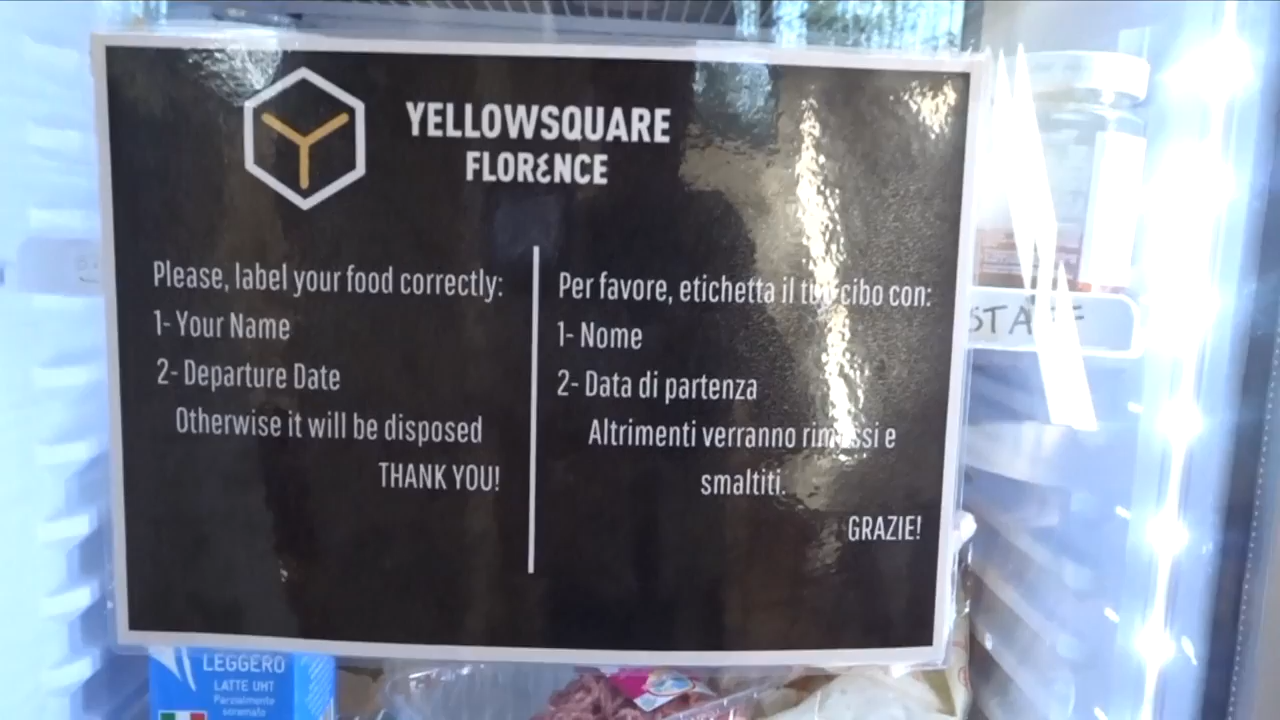 YELLOWSQUARE
FLORENCE
Please, label your food correctly:
1- Your Name
2- Departure Date
Otherwise it will be disposed
THANK YOU!
Per favore, etichetta il tuo cibo con:
1- Nome
2- Data di partenza
Altrimenti verranno rimossi e
smaltiti.
GRAZIE!
STAFF
LEGGERO
LATTE UHT
Parzialmente
scremato